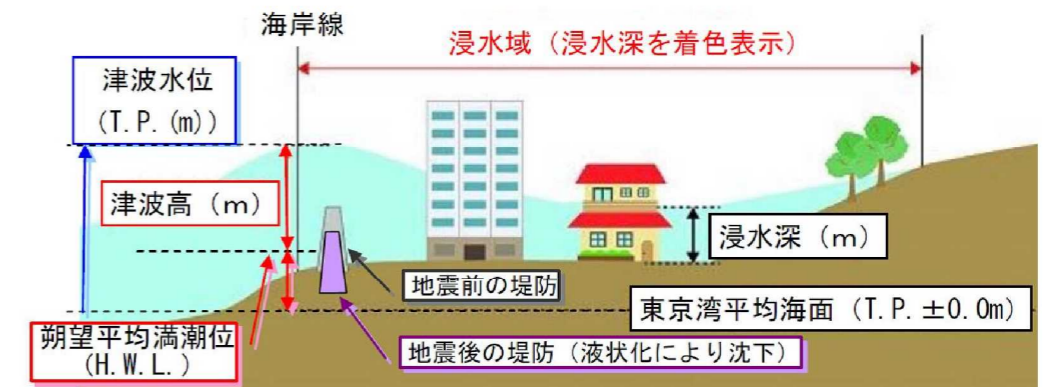 海岸線
浸水域（浸水深を着色表示）
津波水位
(T.P.(m))
津波高（ｍ）
浸水深（ｍ）
地震前の堤防
東京湾平均海面（T.P.±0.0m）
朔望平均満潮位
(H.W.L.)
地震後の堤防（液状化により沈下）